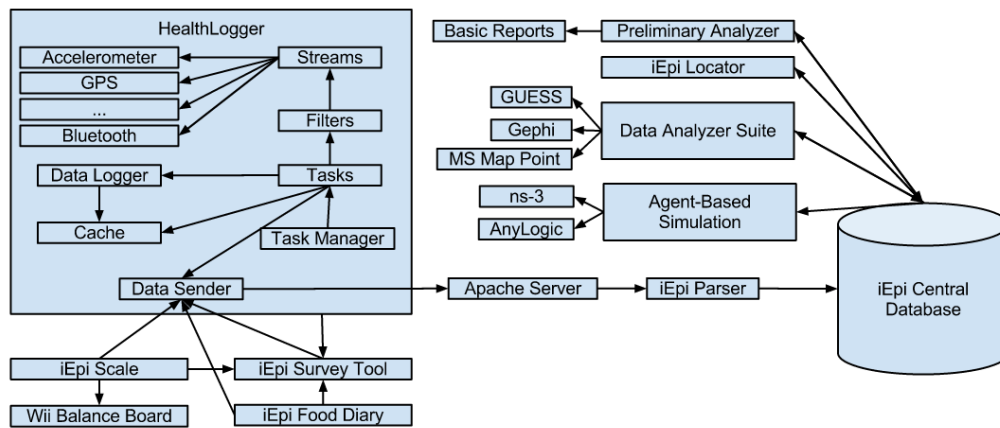 HealthLogger
Accelerometer
GPS
...
Bluetooth
Streams
Filters
Data Logger
Tasks
Cache
Task Manager
Data Sender
iEpi Scale
iEpi Survey Tool
Wii Balance Board
iEpi Food Diary
Basic Reports
Preliminary Analyzer
iEpi Locator
GUESS
Gephi
MS Map Point
Data Analyzer Suite
ns-3
AnyLogic
Agent-Based
Simulation
Apache Server
iEpi Parser
iEpi Central
Database